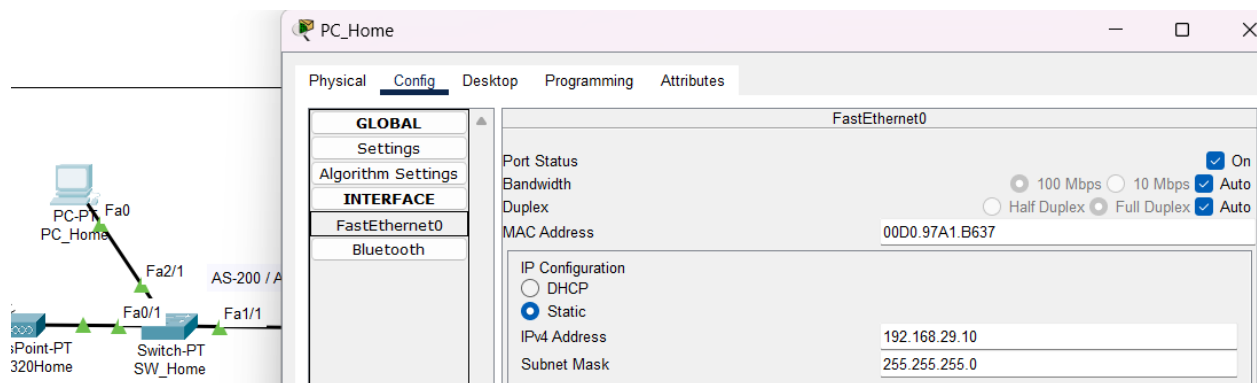 PC_Home
Physical Config Desktop Programming Attributes
GLOBAL
Settings
Algorithm Settings
INTERFACE
FastEthernet0
Bluetooth
FastEthernet0
Port Status On
Bandwidth 100 Mbps 10 Mbps Auto
Duplex Half Duplex Full Duplex Auto
MAC Address 00D0.97A1.B637
IP Configuration
DHCP
Static
IPv4 Address 192.168.29.10
Subnet Mask 255.255.255.0
Fa0
PC-PT
PC_Home
Fa2/1
AS-200 / A
Fa0/1
Fa1/1
sPoint-PT
320Home
Switch-PT
SW_Home